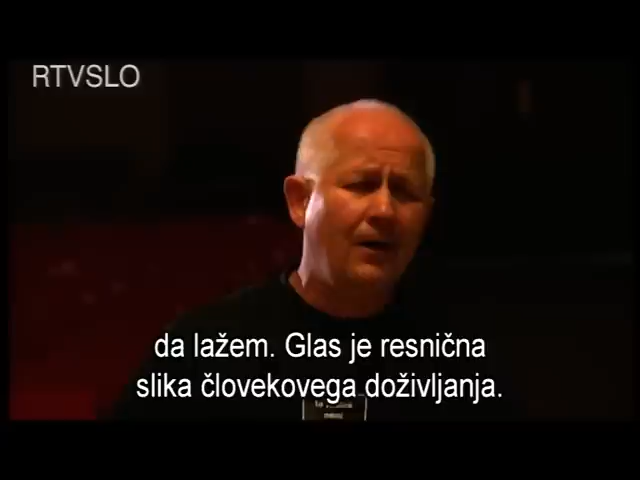 RTVSLO
da lažem. Glas je resnična
slika človekovega doživljanja.